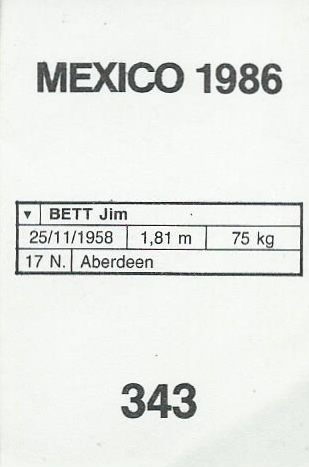 MEXICO 1986
▼ BETT Jim
25/11/1958 1,81 m 75 kg
17 N. Aberdeen
343